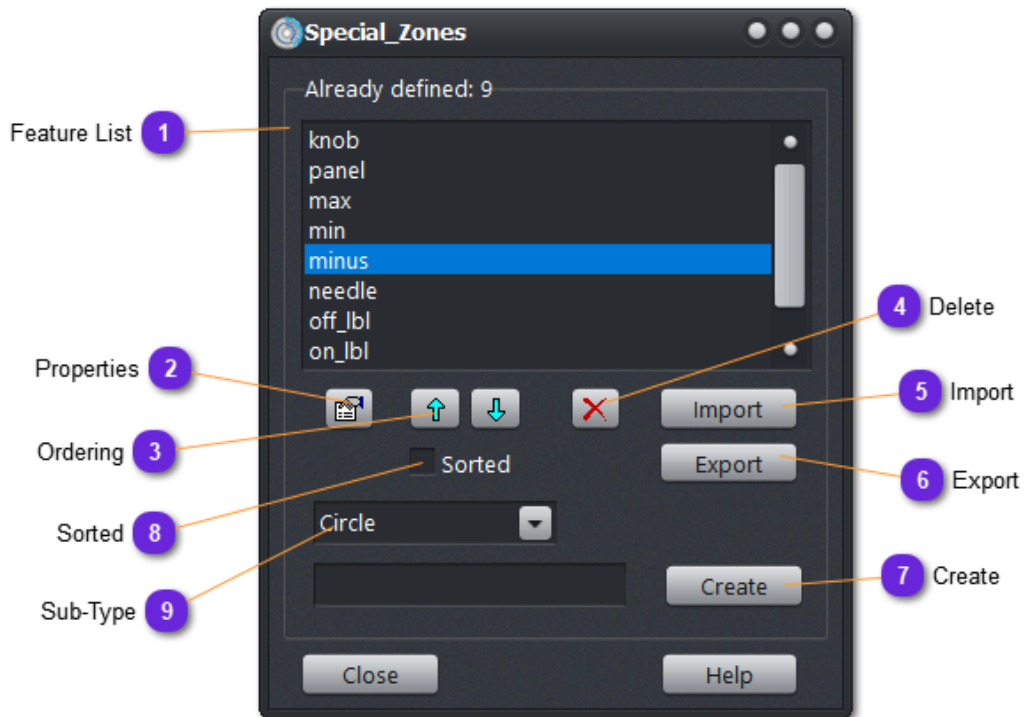 Special_Zones
Already defined: 9
Feature List 1
knob
panel
max
min
minus
needle
off_lbl
on_lbl
4 Delete
Properties 2
Import
5 Import
Ordering 3
Sorted
Export
6 Export
Sorted 8
Circle
Sub-Type 9
Create
7 Create
Close
Help